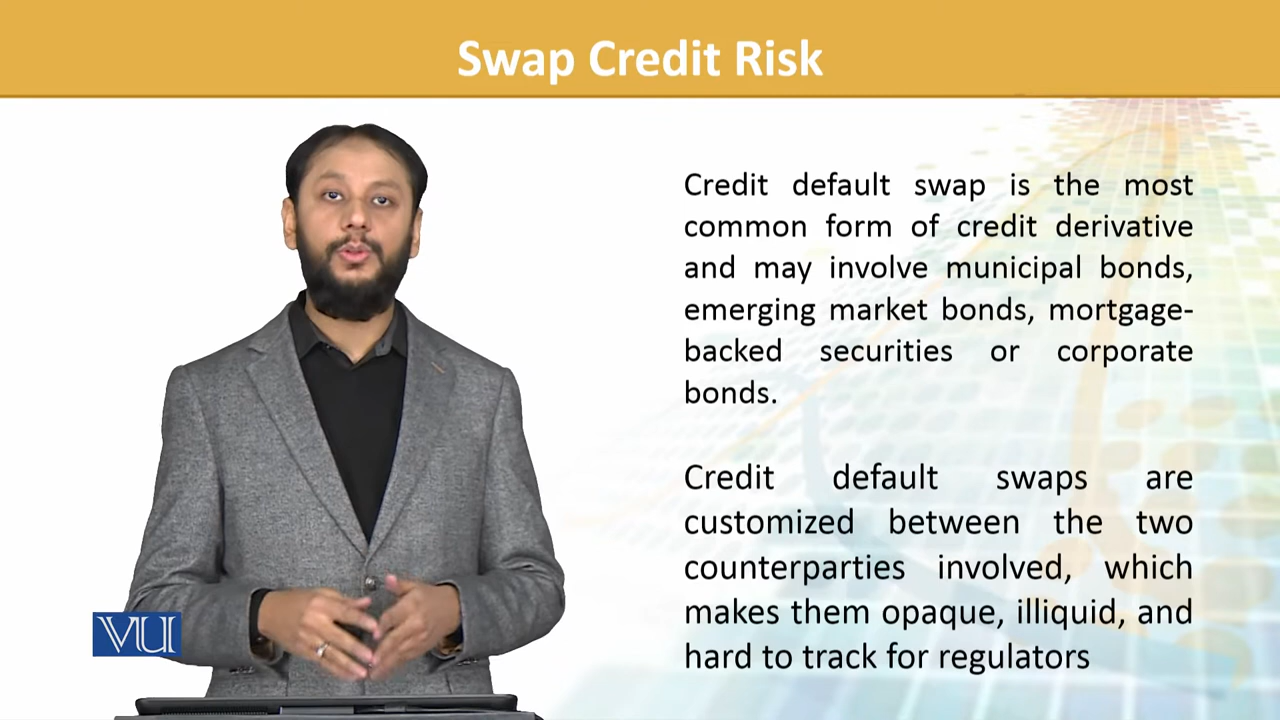 Swap Credit Risk
Credit default swap is the most
common form of credit derivative
and may involve municipal bonds,
emerging market bonds, mortgage-
backed securities or corporate
bonds.
Credit default swaps are
customized between the two
counterparties involved, which
makes them opaque, illiquid, and
hard to track for regulators
VU